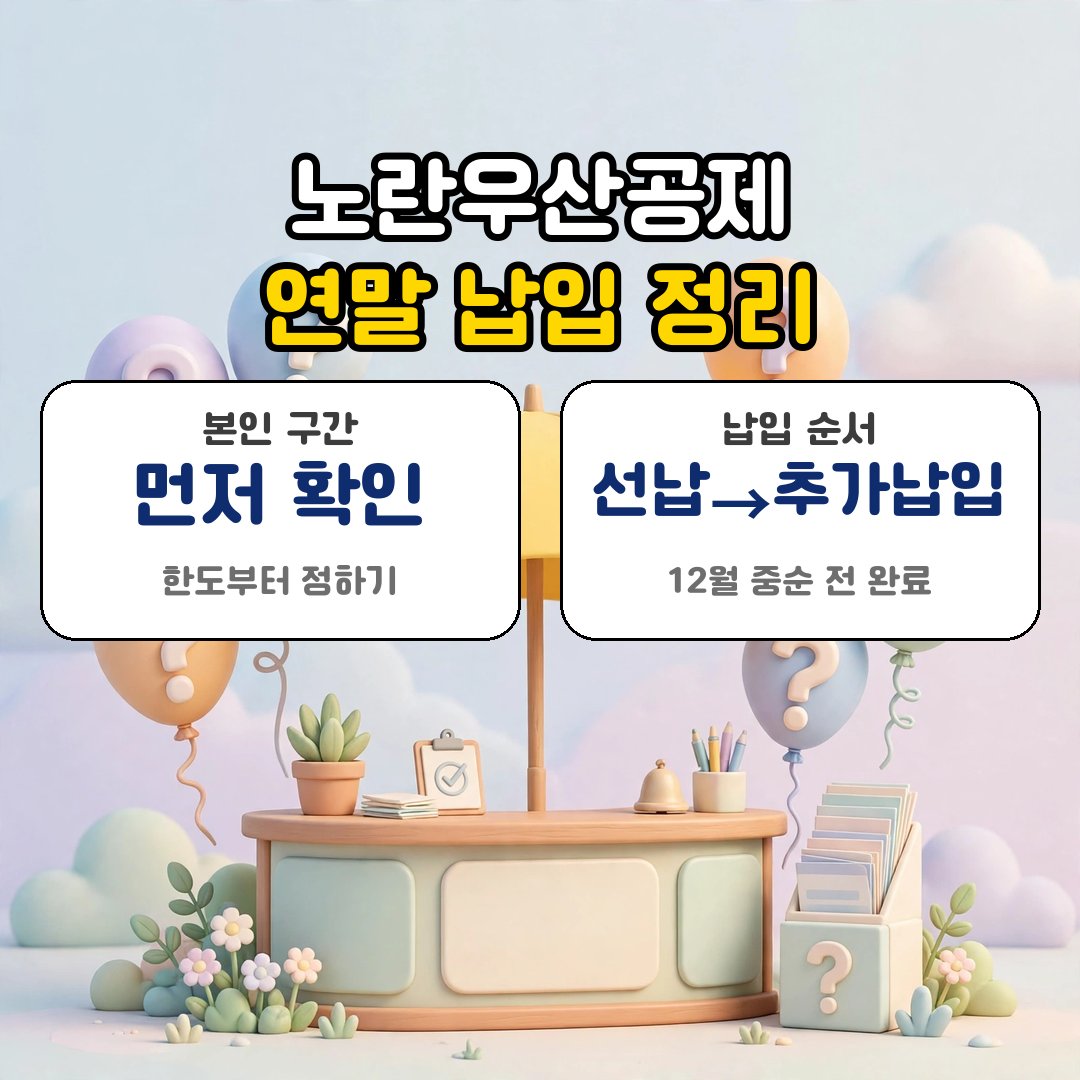 노란우산공제
연말 납입 정리
본인 구간
먼저 확인
한도부터 정하기
납입 순서
선납→추가납입
12월 중순 전 완료
?
?
?
?
?